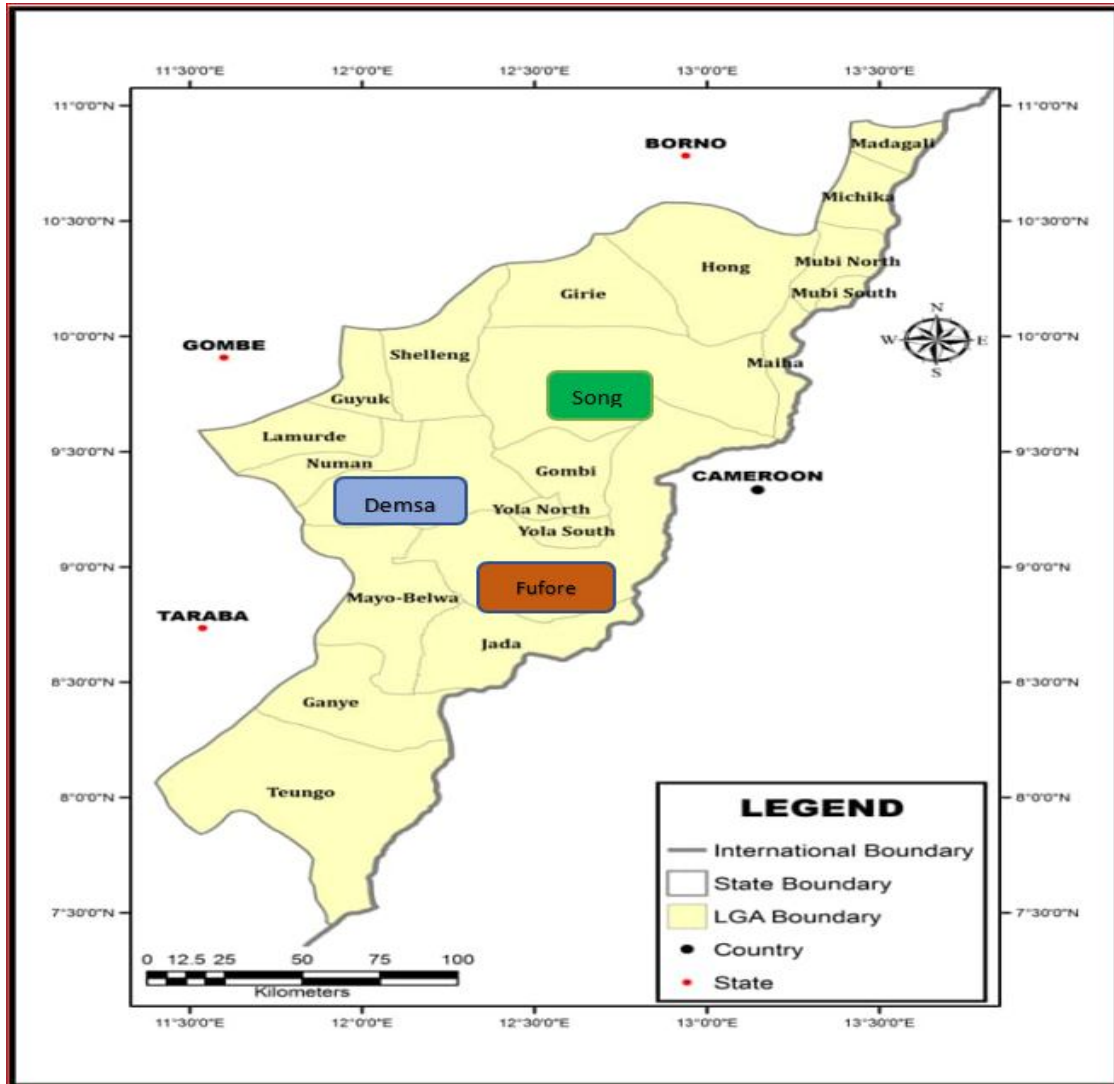 11°30'0"E 12°0'0"E 12°30'0"E 13°0'0"E 13°30'0"E
11°0'0"N 11°0'0"N
BORNO
Madagali
Michika
10°30'0"N 10°30'0"N
Hong
Mubi North
Girie
Mubi South
N
10°0'0"N 10°0'0"N
GOMBE
W E
Shelleng
Maiha
S
Guyuk
Song
Lamurde
9°30'0"N 9°30'0"N
Numan
Gombi
CAMEROON
Demsa
Yola North
Yola South
9°0'0"N 9°0'0"N
Fufore
Mayo-Belwa
TARABA
Jada
8°30'0"N 8°30'0"N
Ganye
Teungo
8°0'0"N 8°0'0"N
LEGEND
International Boundary
State Boundary
LGA Boundary
7°30'0"N 7°30'0"N
Country
State
0 12.5 25 50 75 100
Kilometers
11°30'0"E 12°0'0"E 12°30'0"E 13°0'0"E 13°30'0"E